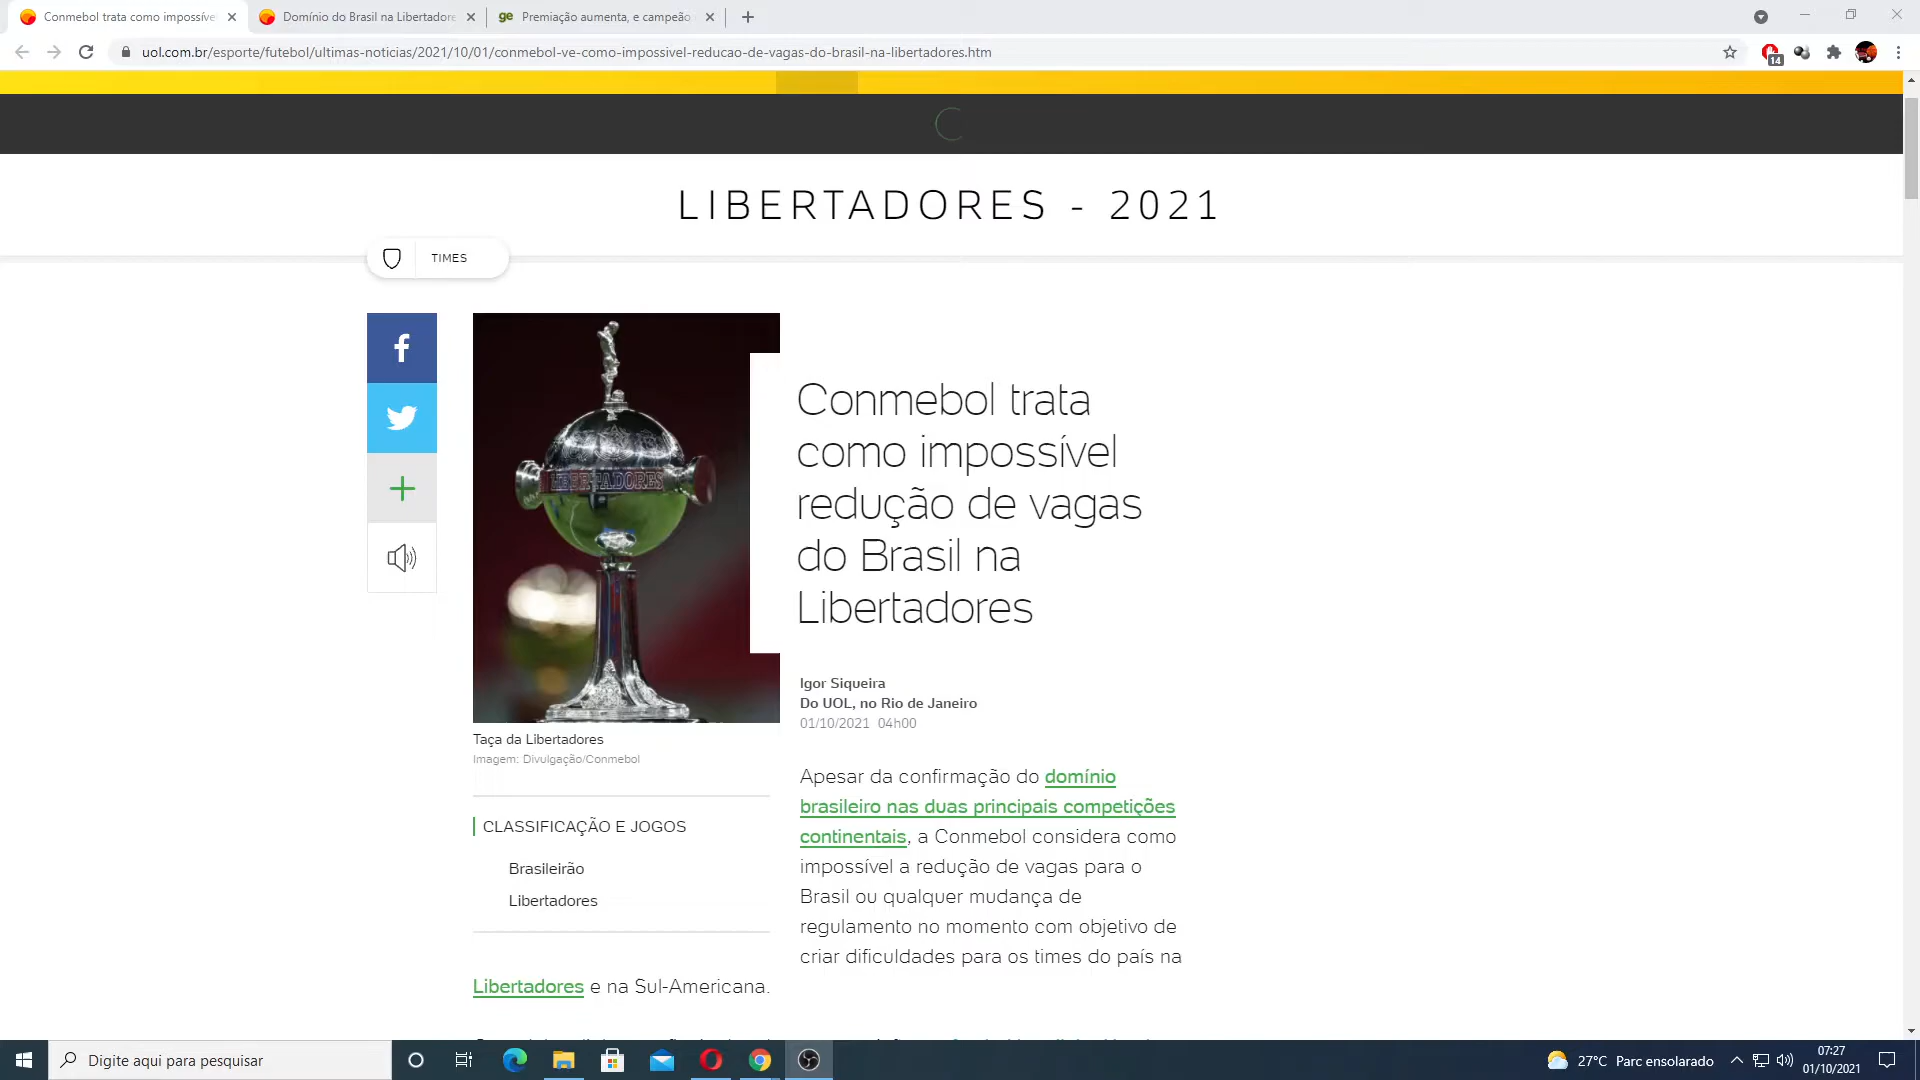 Conmebol trata como impossíve
Domínio do Brasil na Libertadore
ge
Premiação aumenta, e campeão
uol.com.br/esporte/futebol/ultimas-noticias/2021/10/01/conmebol-ve-como-impossivel-reducao-de-vagas-do-brasil-na-libertadores.htm
14
LIBERTADORES - 2021
TIMES
LIBERTADORES
Conmebol trata
como impossível
redução de vagas
do Brasil na
Libertadores
Igor Siqueira
Do UOL, no Rio de Janeiro
01/10/2021 04h00
Taça da Libertadores
Imagem: Divulgação/Conmebol
CLASSIFICAÇÃO E JOGOS
Brasileirão
Libertadores
Apesar da confirmação do domínio
brasileiro nas duas principais competições
continentais, a Conmebol considera como
impossível a redução de vagas para o
Brasil ou qualquer mudança de
regulamento no momento com objetivo de
criar dificuldades para os times do país na
Libertadores e na Sul-Americana.
Digite aqui para pesquisar
27°C Parc ensolarado
07:27
01/10/2021